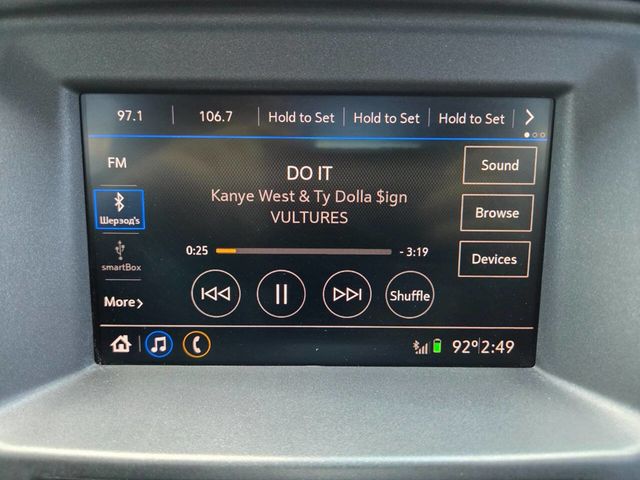 97.1 106.7 Hold to Set Hold to Set Hold to Set
FM
Шерзод's
smartBox
More
DO IT
Kanye West & Ty Dolla $ign
VULTURES
0:25 - 3:19
Shuffle
Sound
Browse
Devices
92° 2:49